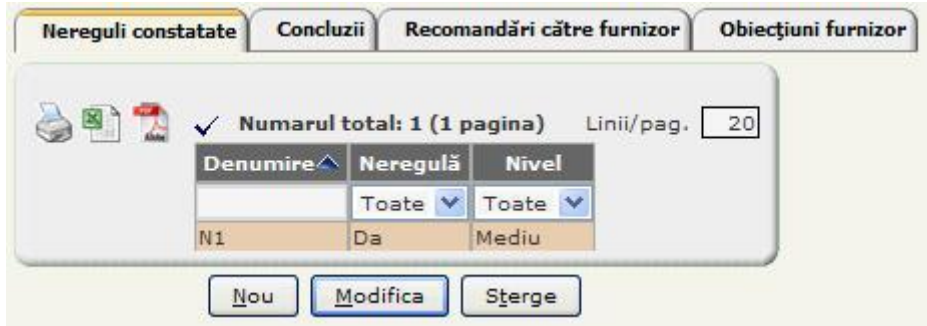 Nereguli constatate Concluzii Recomandări către furnizor Obiecţiuni furnizor
Numarul total: 1 (1 pagina) Linii/pag. 20
Denumire Neregulă Nivel
Toate Toate
N1 Da Mediu
Nou Modifica Sterge